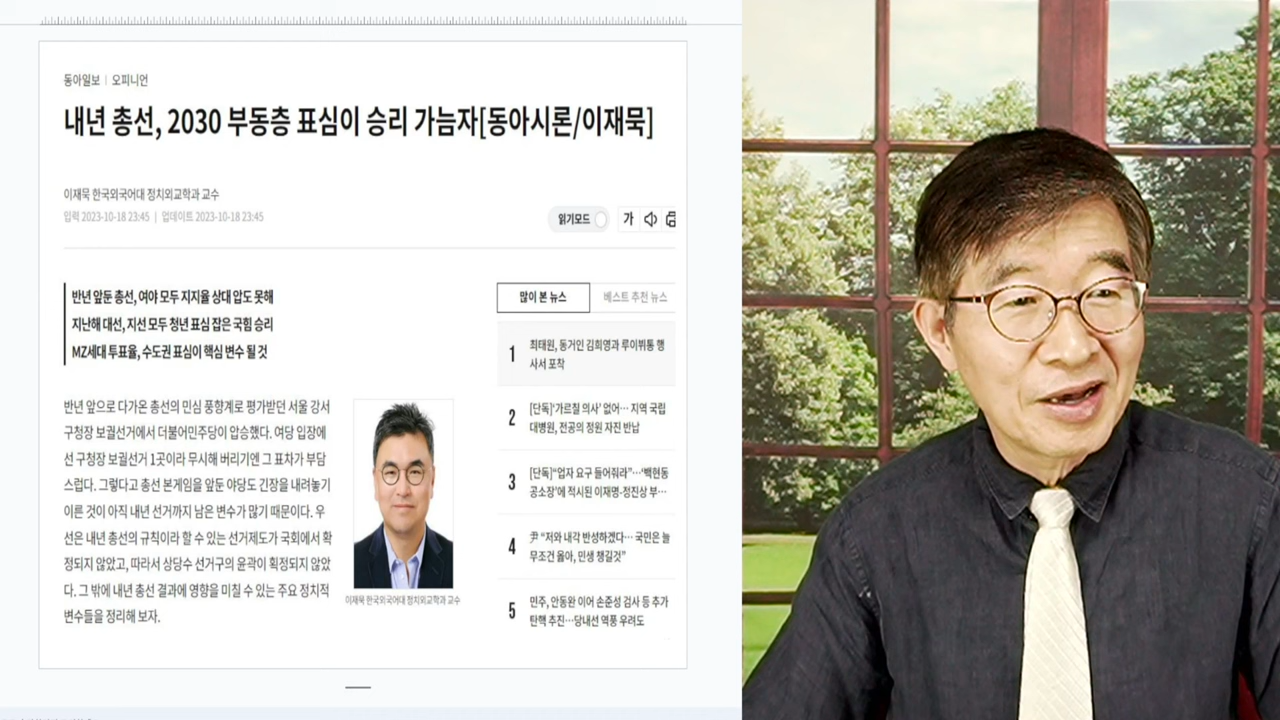 동아일보 | 오피니언
내년 총선, 2030 부동층 표심이 승리 가늠자[동아시론/이재묵]
이재묵 한국외국어대 정치외교학과 교수
입력 2023-10-18 23:45 | 업데이트 2023-10-18 23:45
읽기모드 가
반년 앞둔 총선, 여야 모두 지지율 상대 압도 못해
지난해 대선, 지선 모두 청년 표심 잡은 국힘 승리
MZ세대 투표율, 수도권 표심이 핵심 변수 될 것
반년 앞으로 다가온 총선의 민심 풍향계로 평가받던 서울 강서
구청장 보궐선거에서 더불어민주당이 압승했다. 여당 입장에
선 구청장 보궐선거 1곳이라 무시해 버리기엔 그 표차가 부담
스럽다. 그렇다고 총선 본게임을 앞둔 야당도 긴장을 내려놓기
이른 것이 아직 내년 선거까지 남은 변수가 많기 때문이다. 우
선은 내년 총선의 규칙이라 할 수 있는 선거제도가 국회에서 확
정되지 않았고, 따라서 상당수 선거구의 윤곽이 획정되지 않았
다. 그 밖에 내년 총선 결과에 영향을 미칠 수 있는 주요 정치적
변수들을 정리해 보자.
이재묵 한국외국어대 정치외교학과 교수
많이 본 뉴스 베스트 추천 뉴스
1 최태원, 동거인 김희영과 루이뷔통 행
사서 포착
2 [단독]‘가르칠 의사’ 없어… 지역 국립
대병원, 전공의 정원 자진 반납
3 [단독]“업자 요구 들어줘라”…‘백현동
공소장’에 적시된 이재명-정진상 부…
4 尹 “저와 내각 반성하겠다… 국민은 늘
무조건 옳아, 민생 챙길것”
5 민주, 안동완 이어 손준성 검사 등 추가
탄핵 추진…당내선 역풍 우려도